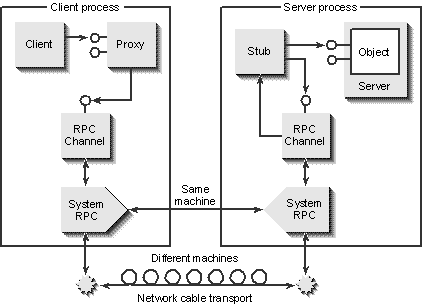 Client process
Server process
Client
Proxy
Stub
Object
Server
RPC
Channel
RPC
Channel
System
RPC
Same
machine
System
RPC
Different machines
Network cable transport